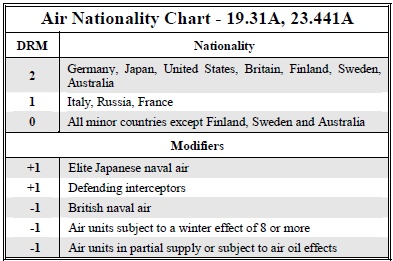 Air Nationality Chart - 19.31A, 23.441A
DRM Nationality
2 Germany, Japan, United States, Britain, Finland, Sweden,
Australia
1 Italy, Russia, France
0 All minor countries except Finland, Sweden and Australia
Modifiers
+1 Elite Japanese naval air
+1 Defending interceptors
-1 British naval air
-1 Air units subject to a winter effect of 8 or more
-1 Air units in partial supply or subject to air oil effects